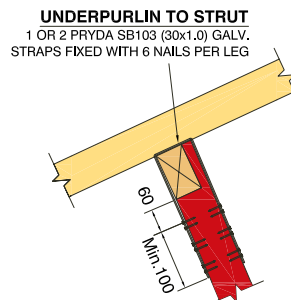 UNDERPURLIN TO STRUT
1 OR 2 PRYDA SB103 (30x1.0) GALV.
STRAPS FIXED WITH 6 NAILS PER LEG
60
Min.100